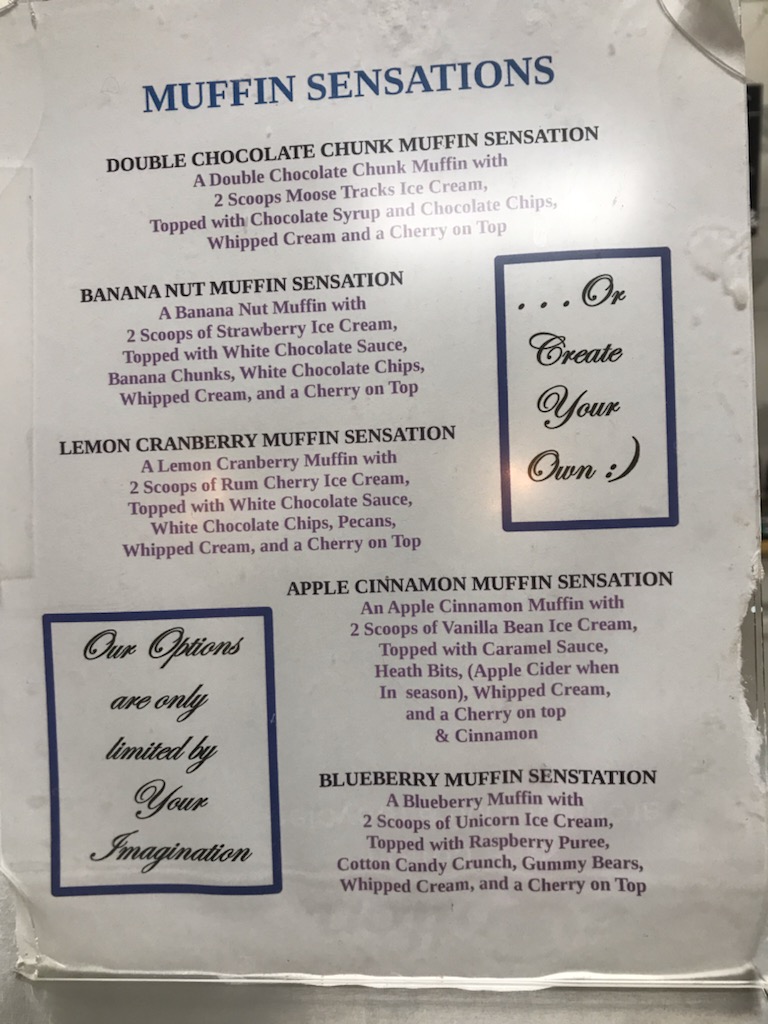 MUFFIN SENSATIONS
DOUBLE CHOCOLATE CHUNK MUFFIN SENSATION
A Double Chocolate Chunk Muffin with
2 Scoops Moose Tracks Ice Cream,
Topped with Chocolate Syrup and Chocolate Chips,
Whipped Cream and a Cherry on Top
BANANA NUT MUFFIN SENSATION
A Banana Nut Muffin with
2 Scoops of Strawberry Ice Cream,
Topped with White Chocolate Sauce,
Banana Chunks, White Chocolate Chips,
Whipped Cream, and a Cherry on Top
. . . Or
Create
Your
Own :)
LEMON CRANBERRY MUFFIN SENSATION
A Lemon Cranberry Muffin with
2 Scoops of Rum Cherry Ice Cream,
Topped with White Chocolate Sauce,
White Chocolate Chips, Pecans,
Whipped Cream, and a Cherry on Top
APPLE CINNAMON MUFFIN SENSATION
An Apple Cinnamon Muffin with
2 Scoops of Vanilla Bean Ice Cream,
Topped with Caramel Sauce,
Heath Bits, (Apple Cider when
In season), Whipped Cream,
and a Cherry on top
& Cinnamon
Our Options
are only
limited by
Your
Imagination
BLUEBERRY MUFFIN SENSTATION
A Blueberry Muffin with
2 Scoops of Unicorn Ice Cream,
Topped with Raspberry Puree,
Cotton Candy Crunch, Gummy Bears,
Whipped Cream, and a Cherry on Top